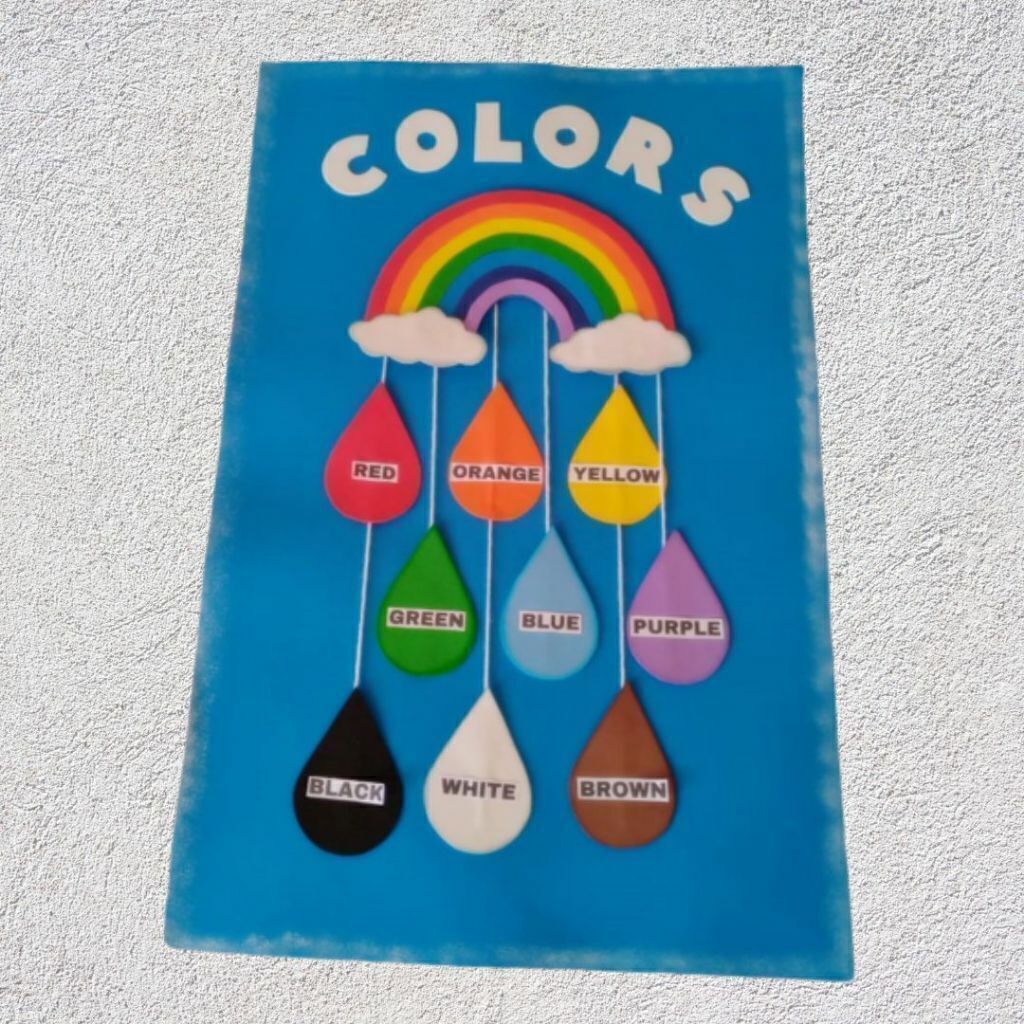 COLORS
RED ORANGE YELLOW
GREEN BLUE PURPLE
BLACK WHITE BROWN